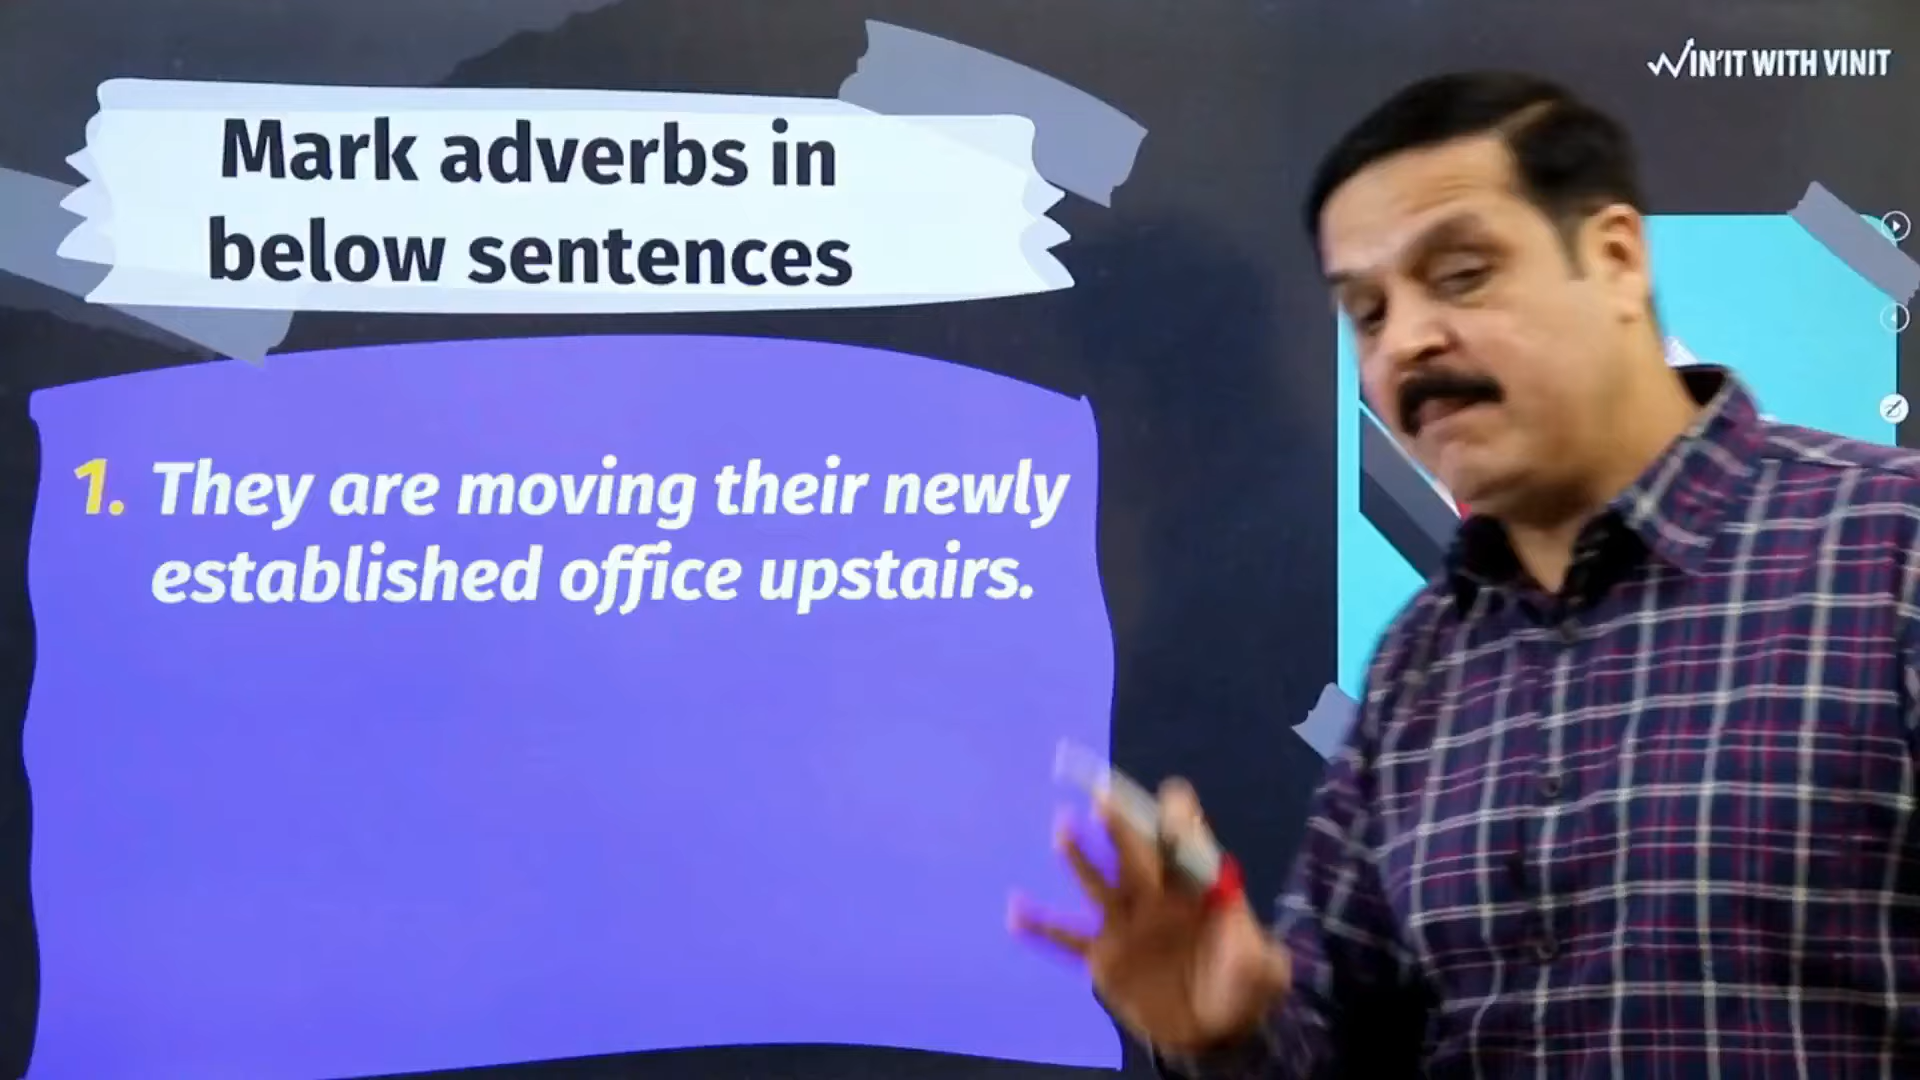 WIN'IT WITH VINIT
Mark adverbs in
below sentences
1. They are moving their newly
established office upstairs.